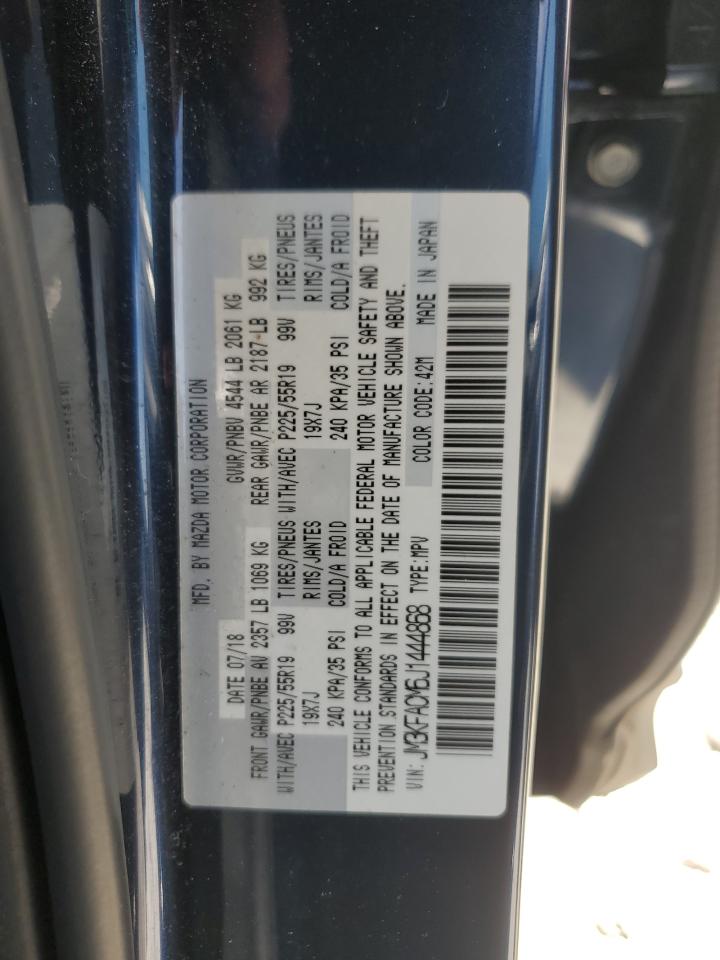 MFD. BY MAZDA MOTOR CORPORATION
DATE 07/18 GVWR/PNBV 4544 LB 2061 KG
FRONT GAWR/PNBE AV 2357 LB 1069 KG REAR GAWR/PNBE AR 2187 LB 992 KG
WITH/AVEC P225/55R19 99V TIRES/PNEUS WITH/AVEC P225/55R19 99V TIRES/PNEUS
19X7J RIMS/JANTES 19X7J RIMS/JANTES
240 KPA/35 PSI COLD/A FROID 240 KPA/35 PSI COLD/A FROID
THIS VEHICLE CONFORMS TO ALL APPLICABLE FEDERAL MOTOR VEHICLE SAFETY AND THEFT
PREVENTION STANDARDS IN EFFECT ON THE DATE OF MANUFACTURE SHOWN ABOVE.
VIN: JM3KFACM6J1444868 TYPE:MPV COLOR CODE:42M MADE IN JAPAN